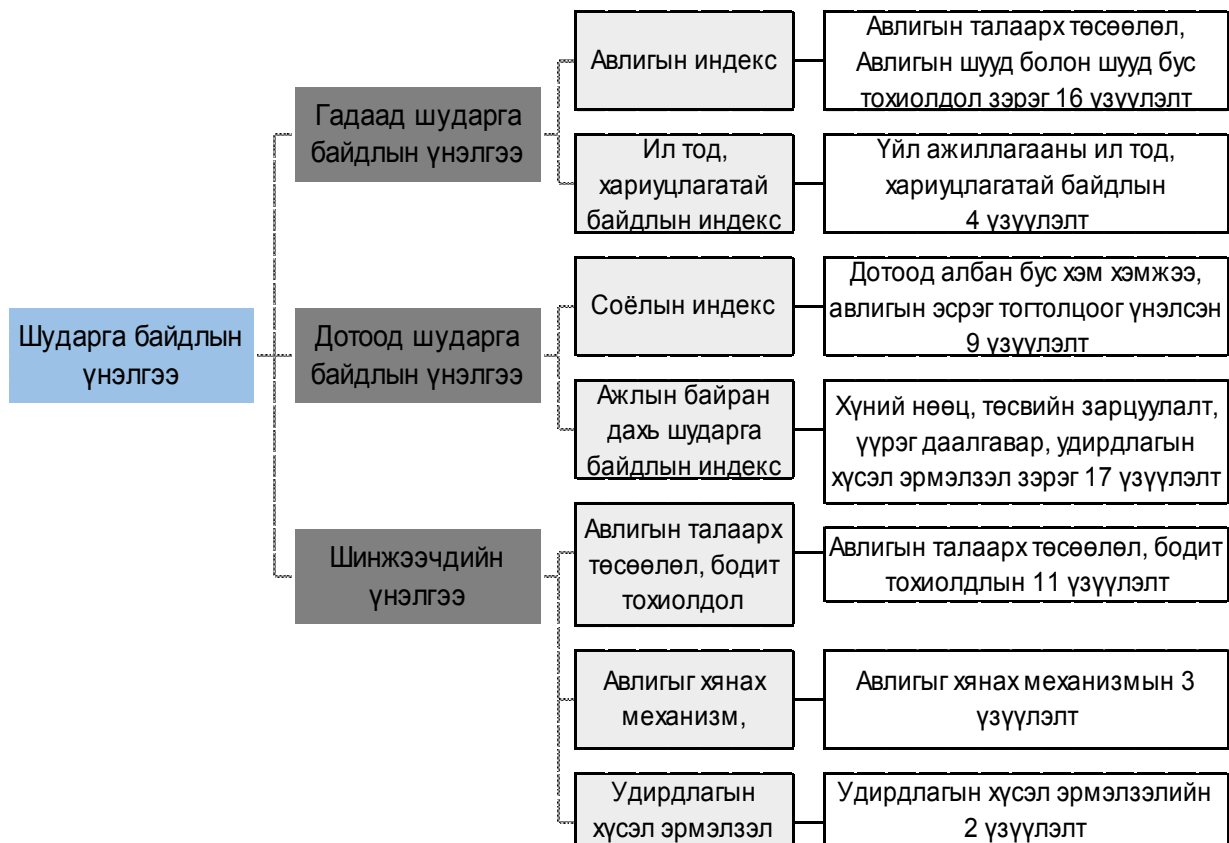 Шударга байдлын
үнэлгээ
Гадаад шударга
байдлын үнэлгээ
Авлигын индекс
Авлигын талаарх төсөөлөл,
Авлигын шууд болон шууд бус
тохиолдол зэрэг 16 үзүүлэлт
Ил тод,
хариуцлагатай
байдлын индекс
Үйл ажиллагааны ил тод,
хариуцлагатай байдлын
4 үзүүлэлт
Дотоод шударга
байдлын үнэлгээ
Соёлын индекс
Дотоод албан бус хэм хэмжээ,
авлигын эсрэг тогтолцоог үнэлсэн
9 үзүүлэлт
Ажлын байран
дахь шударга
байдлын индекс
Хүний нөөц, төсвийн зарцуулалт,
үүрэг даалгавар, удирдлагын
хүсэл эрмэлзэл зэрэг 17 үзүүлэлт
Шинжээчдийн
үнэлгээ
Авлигын талаарх
төсөөлөл, бодит
тохиолдол
Авлигын талаарх төсөөлөл, бодит
тохиолдлын 11 үзүүлэлт
Авлигыг хянах
механизм,
Авлигыг хянах механизмын 3
үзүүлэлт
Удирдлагын
хүсэл эрмэлзэл
Удирдлагын хүсэл эрмэлзэлийн
2 үзүүлэлт